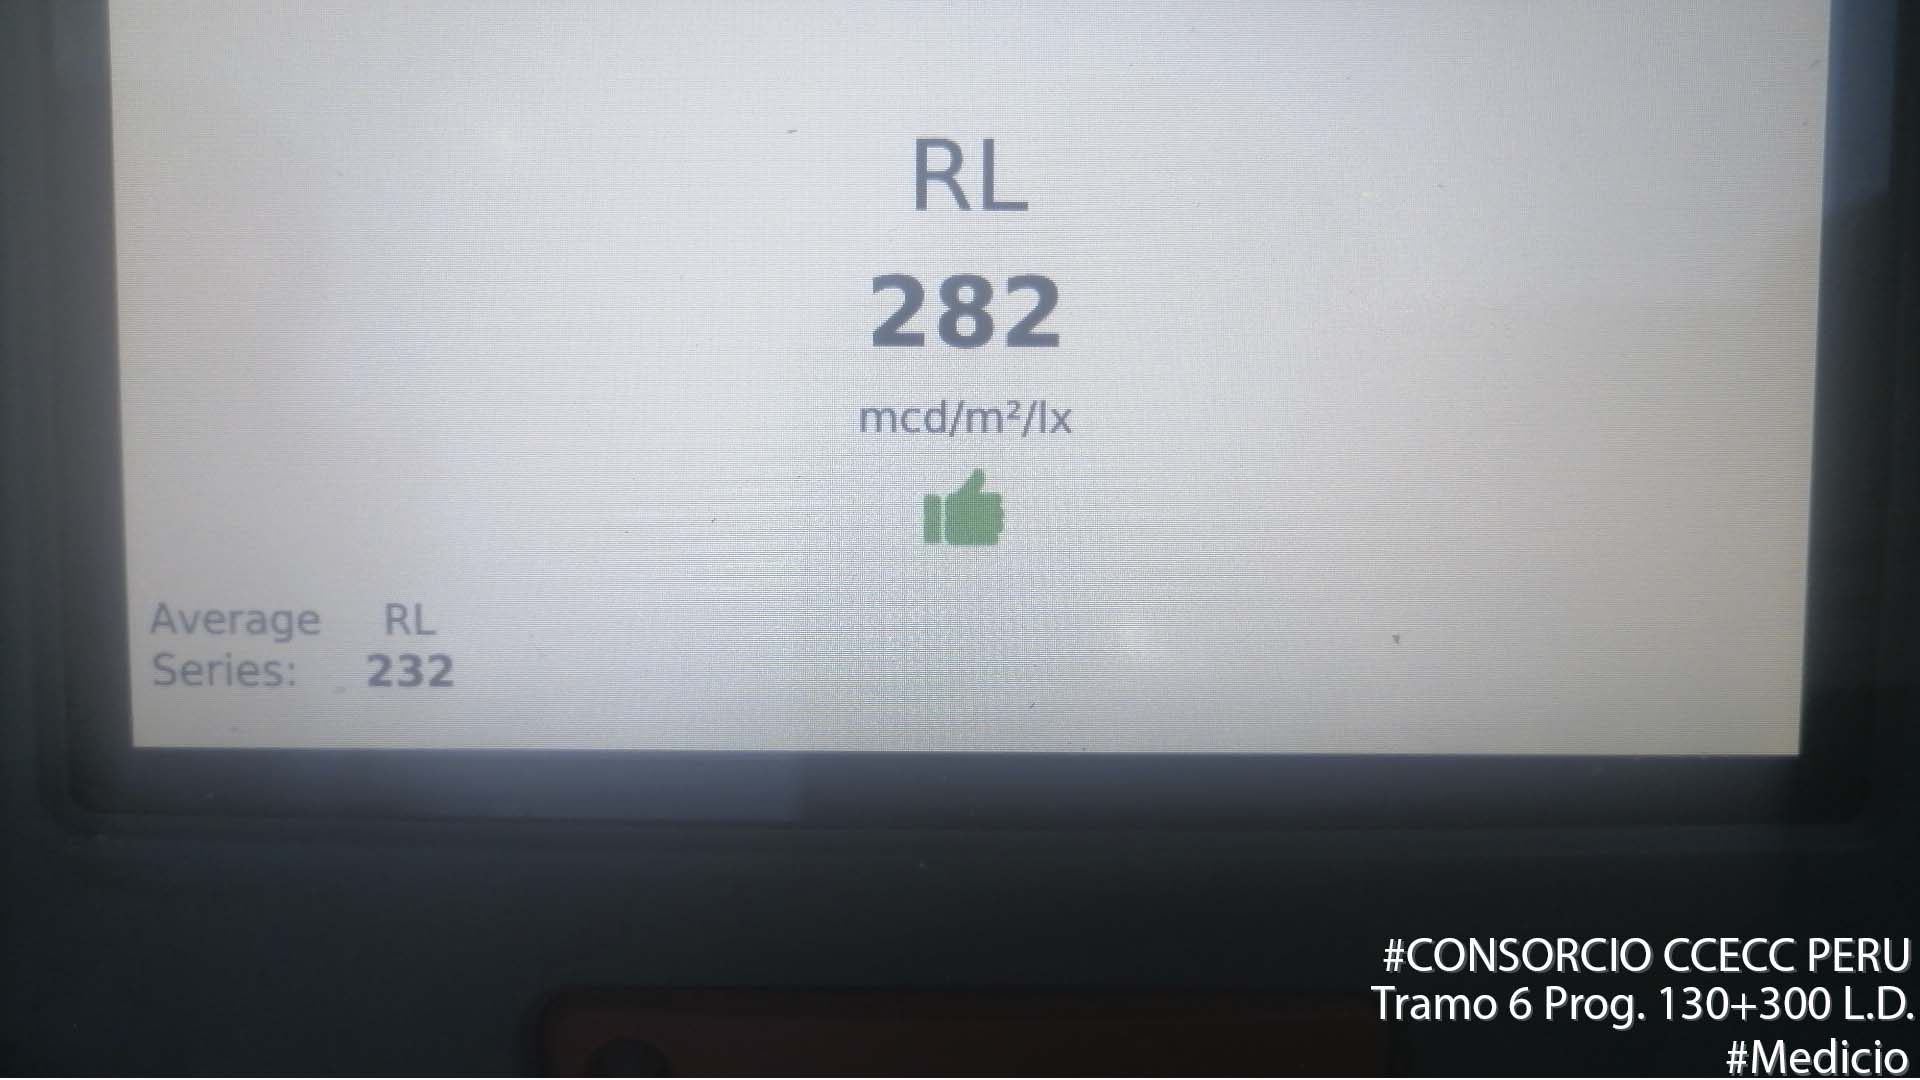 RL
282
mcd/m²/lx
Average RL
Series: 232
#CONSORCIO CCECC PERU
Tramo 6 Prog. 130+300 L.D.
#Medicio